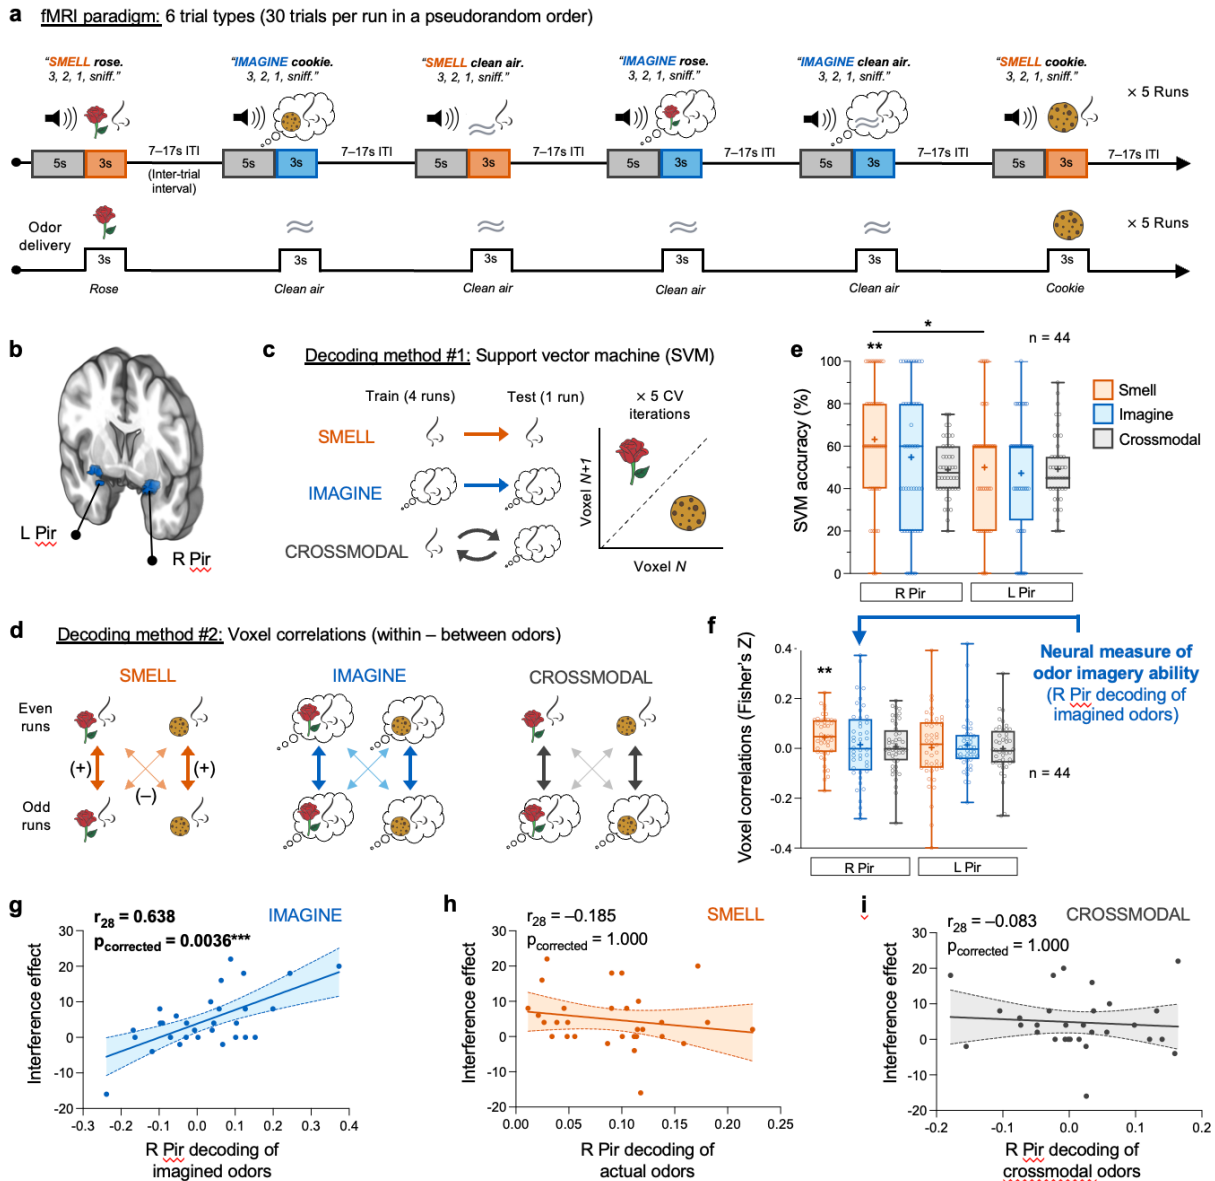 a fMRI paradigm: 6 trial types (30 trials per run in a pseudorandom order)
"SMELL rose.
3, 2, 1, sniff."
"IMAGINE cookie.
3, 2, 1, sniff."
"SMELL clean air.
3, 2, 1, sniff."
"IMAGINE rose.
3, 2, 1, sniff."
"IMAGINE clean air.
3, 2, 1, sniff."
"SMELL cookie.
3, 2, 1, sniff."
× 5 Runs
5s 3s 7–17s ITI 5s 3s 7–17s ITI 5s 3s 7–17s ITI 5s 3s 7–17s ITI 5s 3s 7–17s ITI 5s 3s 7–17s ITI
(Inter-trial
interval)
Odor
delivery
× 5 Runs
3s 3s 3s 3s 3s 3s
Rose Clean air Clean air Clean air Clean air Cookie
b
L Pir
R Pir
c Decoding method #1: Support vector machine (SVM)
Train (4 runs) Test (1 run)
× 5 CV
iterations
SMELL
IMAGINE
CROSSMODAL
Voxel N+1
Voxel N
e
n = 44
*
**
SVM accuracy (%)
100
80
60
40
20
0
R Pir L Pir
Smell
Imagine
Crossmodal
d Decoding method #2: Voxel correlations (within – between odors)
SMELL IMAGINE CROSSMODAL
Even
runs
(+) (+)
(–)
Odd
runs
f
Voxel correlations (Fisher's Z)
0.4
0.2
0.0
-0.2
-0.4
**
R Pir L Pir
Neural measure of
odor imagery ability
(R Pir decoding of
imagined odors)
n = 44
g
r28 = 0.638
pcorrected = 0.0036***
IMAGINE
Interference effect
30
20
10
0
-10
-20
-0.3 -0.2 -0.1 0.0 0.1 0.2 0.3 0.4
R Pir decoding of
imagined odors
h
r28 = –0.185
pcorrected = 1.000
SMELL
Interference effect
30
20
10
0
-10
-20
0.00 0.05 0.10 0.15 0.20 0.25
R Pir decoding of
actual odors
i
r28 = –0.083
pcorrected = 1.000
CROSSMODAL
Interference effect
30
20
10
0
-10
-20
-0.2 -0.1 0.0 0.1 0.2
R Pir decoding of
crossmodal odors